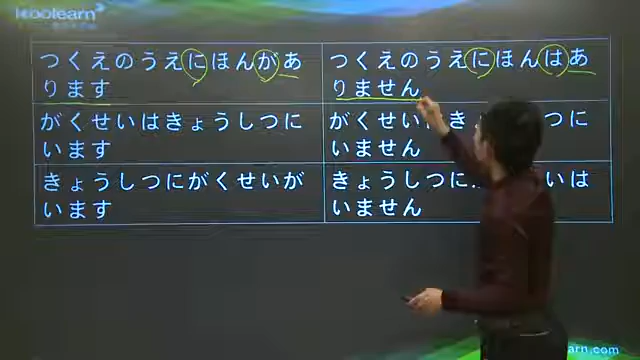 koolearn
つくえのうえにほんがあ
ります
つくえのうえにほんはあ
りません
がくせいはきょうしつに
います
がくせい
つに
いません
きょうしつにがくせいが
います
きょうしつに
いは
いません
arn.com